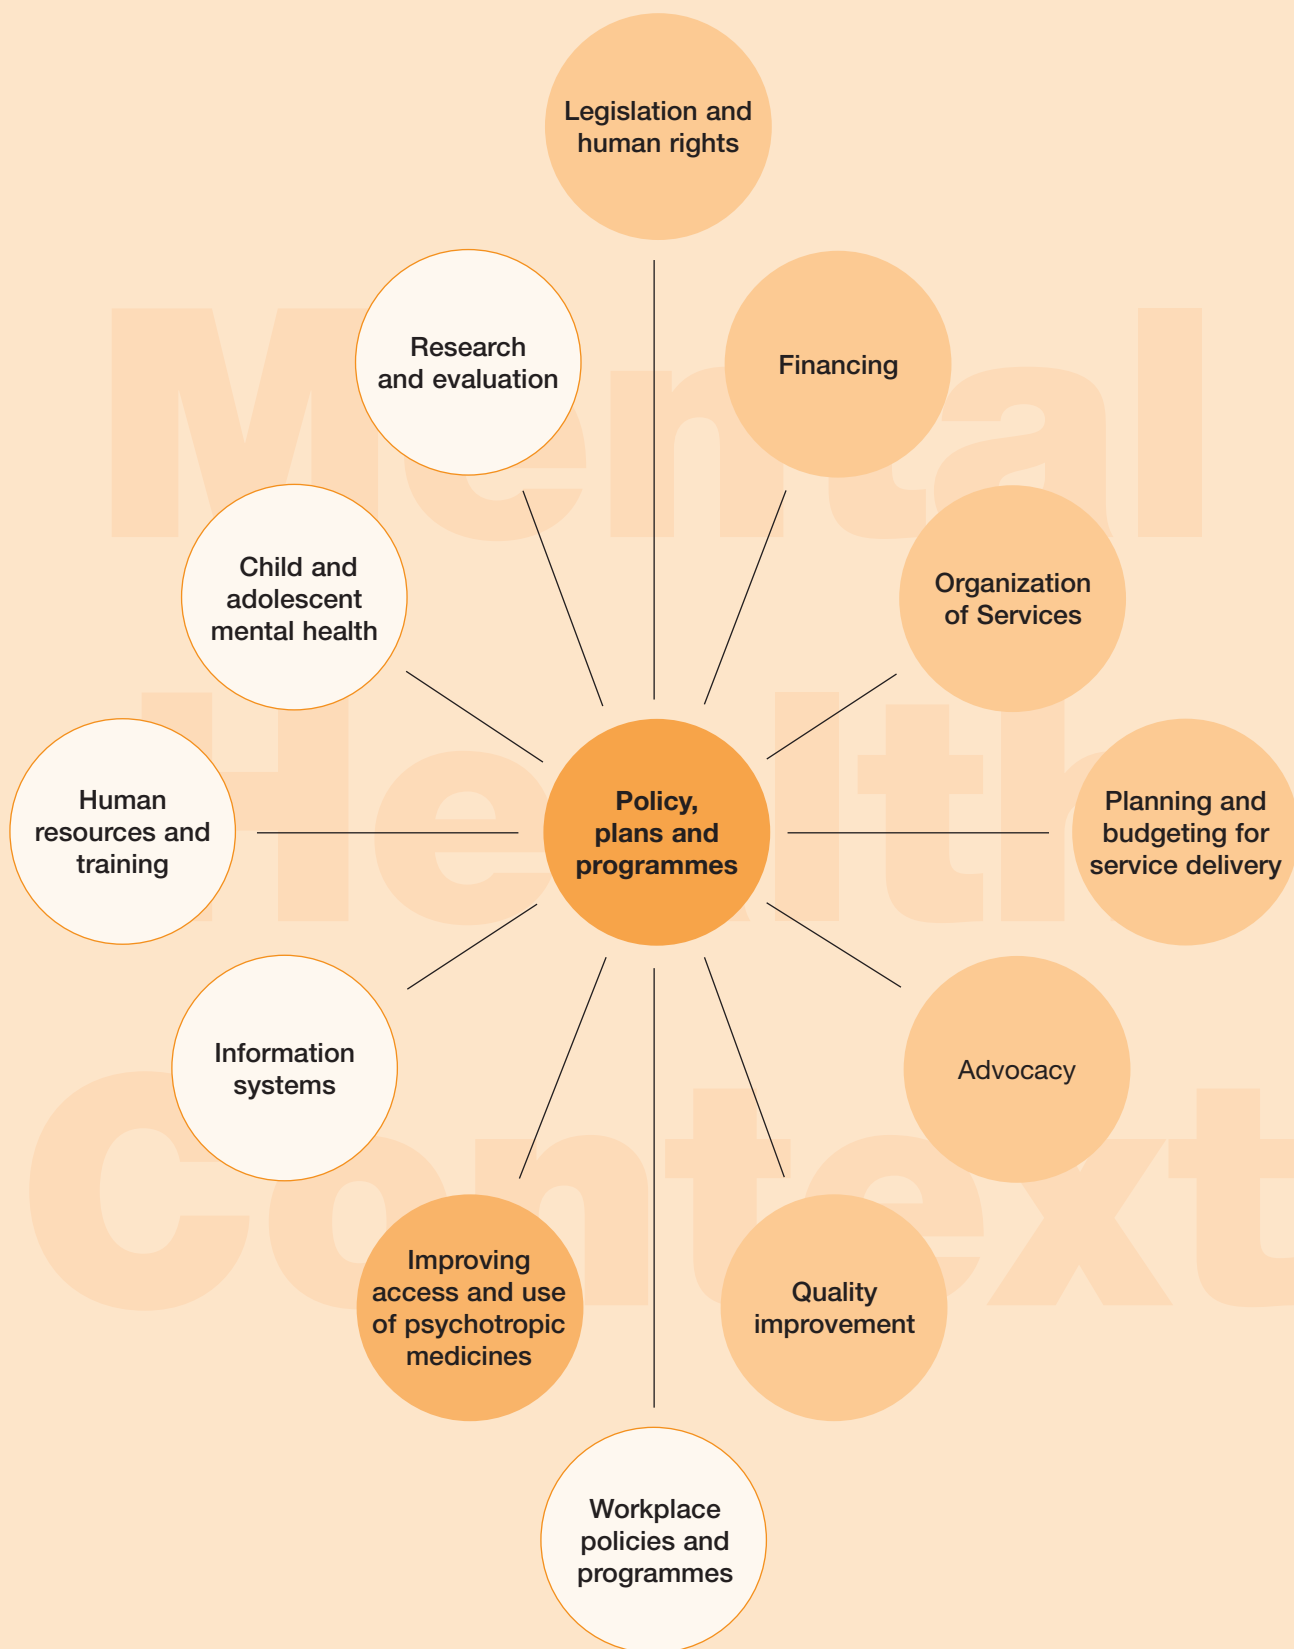 Mental
Health
Context
Legislation and
human rights
Research
and evaluation
Financing
Child and
adolescent
mental health
Organization
of Services
Human
resources and
training
Policy,
plans and
programmes
Planning and
budgeting for
service delivery
Information
systems
Advocacy
Improving
access and use
of psychotropic
medicines
Quality
improvement
Workplace
policies and
programmes